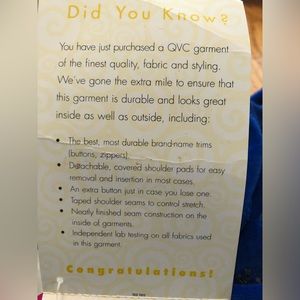 Did You Know?
You have just purchased a QVC garment
of the finest quality, fabric and styling.
We've gone the extra mile to ensure that
this garment is durable and looks great
inside as well as outside, including:
• The best, most durable brand-name trims
(buttons, zippers).
• Detachable, covered shoulder pads for easy
removal and insertion in most cases.
• An extra button just in case you lose one.
• Taped shoulder seams to control stretch.
• Neatly finished seam construction on the
inside of garments.
• Independent lab testing on all fabrics used
in this garment.
Congratulations!